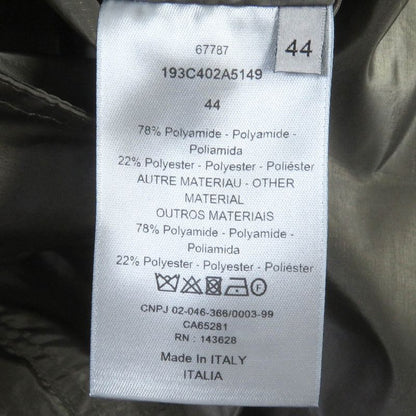 67787
44
193C402A5149
44
78% Polyamide - Polyamide -
Poliamida
22% Polyester - Polyester - Poliéster
AUTRE MATERIAU - OTHER
MATERIAL
OUTROS MATERIAIS
78% Polyamide - Polyamide -
Poliamida
22% Polyester - Polyester - Poliéster
CNPJ 02-046-366/0003-99
CA65281
RN : 143628
Made In ITALY
ITALIA